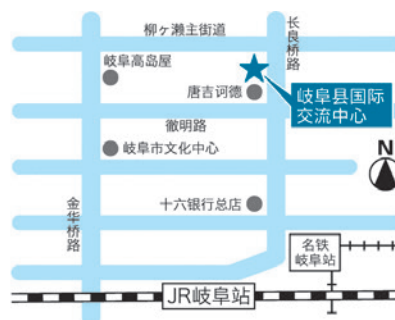 柳ヶ瀬主街道
长良桥路
岐阜高岛屋
唐吉诃德
岐阜县国际
交流中心
徹明路
岐阜市文化中心
N
金华桥路
十六银行总店
名铁
岐阜站
JR岐阜站